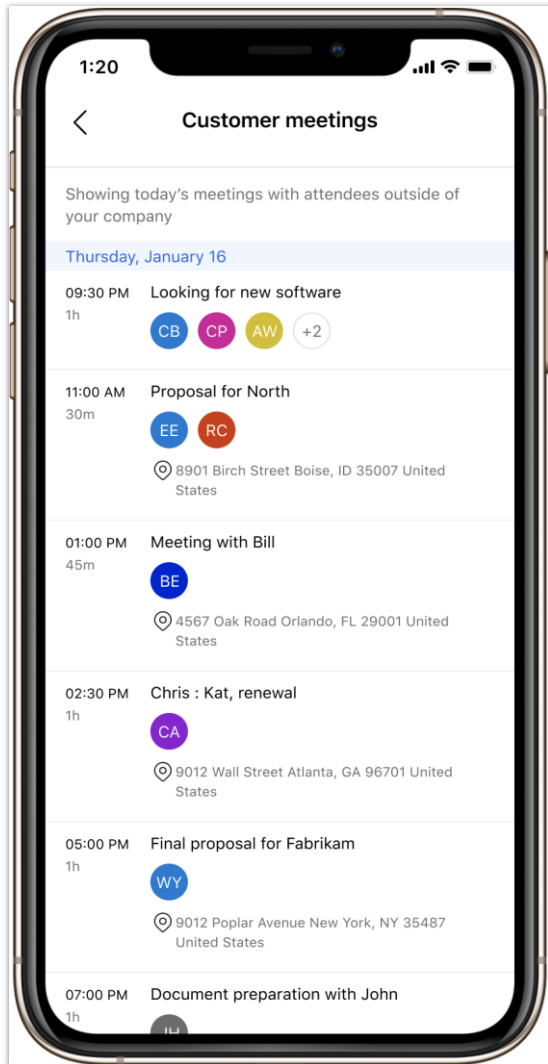 1:20
Customer meetings
Showing today's meetings with attendees outside of
your company
Thursday, January 16
09:30 PM Looking for new software
1h
CB CP AW +2
11:00 AM Proposal for North
30m
EE RC
8901 Birch Street Boise, ID 35007 United
States
01:00 PM Meeting with Bill
45m
BE
4567 Oak Road Orlando, FL 29001 United
States
02:30 PM Chris : Kat, renewal
1h
CA
9012 Wall Street Atlanta, GA 96701 United
States
05:00 PM Final proposal for Fabrikam
1h
WY
9012 Poplar Avenue New York, NY 35487
United States
07:00 PM Document preparation with John
1h
JH